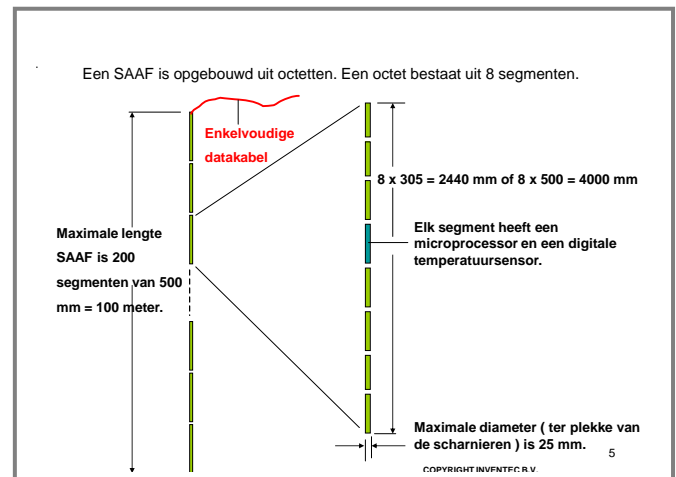 Een SAAF is opgebouwd uit octetten. Een octet bestaat uit 8 segmenten.
Enkelvoudige
datakabel
8 x 305 = 2440 mm of 8 x 500 = 4000 mm
Maximale lengte
SAAF is 200
segmenten van 500
mm = 100 meter.
Elk segment heeft een
microprocessor en een digitale
temperatuursensor.
Maximale diameter ( ter plekke van
de scharnieren ) is 25 mm.
5
COPYRIGHT INVENTEC B.V.